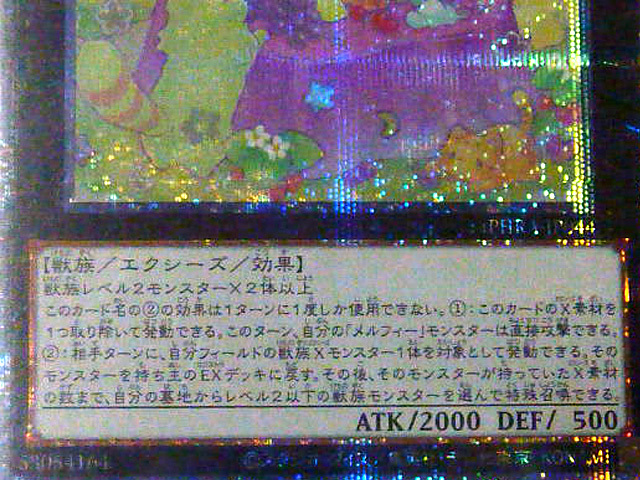 【獣族／エクシーズ／効果】
獣族レベル２モンスター×２体以上
このカード名の②の効果は１ターンに１度しか使用できない。①：このカードのＸ素材を
１つ取り除いて発動できる。このターン、自分の「メルフィー」モンスターは直接攻撃できる。
②：相手ターンに、自分フィールドの獣族Ｘモンスター１体を対象として発動できる。その
モンスターを持ち主のEXデッキに戻す。その後、そのモンスターが持っていたＸ素材
の数まで、自分の墓地からレベル２以下の獣族モンスターを選んで特殊召喚できる。
ATK/2000 DEF/ 500